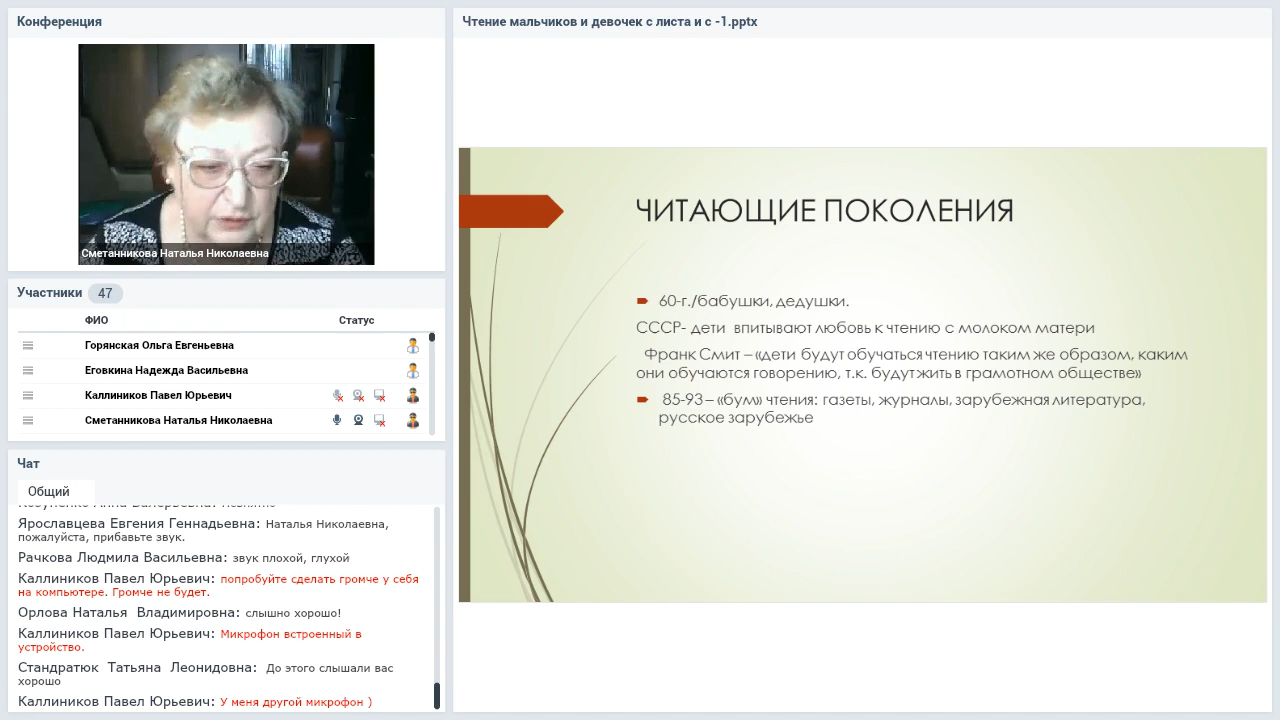 Конференция
Сметанникова Наталья Николаевна
Участники 47
ФИО Статус
Горянская Ольга Евгеньевна
Еговкина Надежда Васильевна
Каллиников Павел Юрьевич
Сметанникова Наталья Николаевна
Чат
Общий
Ярославцева Евгения Геннадьевна: Наталья Николаевна,
пожалуйста, прибавьте звук.
Рачкова Людмила Васильевна: звук плохой, глухой
Каллиников Павел Юрьевич: попробуйте сделать громче у себя
на компьютере. Громче не будет.
Орлова Наталья Владимировна: слышно хорошо!
Каллиников Павел Юрьевич: Микрофон встроенный в
устройство.
Стандратюк Татьяна Леонидовна: До этого слышали вас
хорошо
Каллиников Павел Юрьевич: У меня другой микрофон )
Чтение мальчиков и девочек с листа и с -1.pptx
ЧИТАЮЩИЕ ПОКОЛЕНИЯ
60-г./бабушки, дедушки.
СССР- дети впитывают любовь к чтению с молоком матери
Франк Смит – «дети будут обучаться чтению таким же образом, каким
они обучаются говорению, т.к. будут жить в грамотном обществе»
85-93 – «бум» чтения: газеты, журналы, зарубежная литература,
русское зарубежье